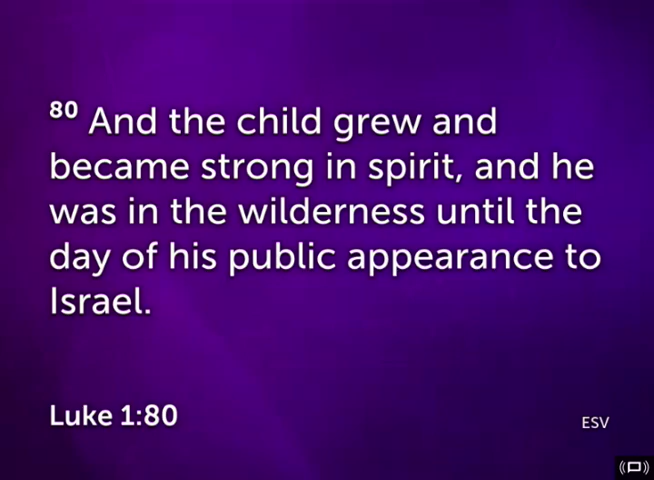 80 And the child grew and
became strong in spirit, and he
was in the wilderness until the
day of his public appearance to
Israel.
Luke 1:80
ESV